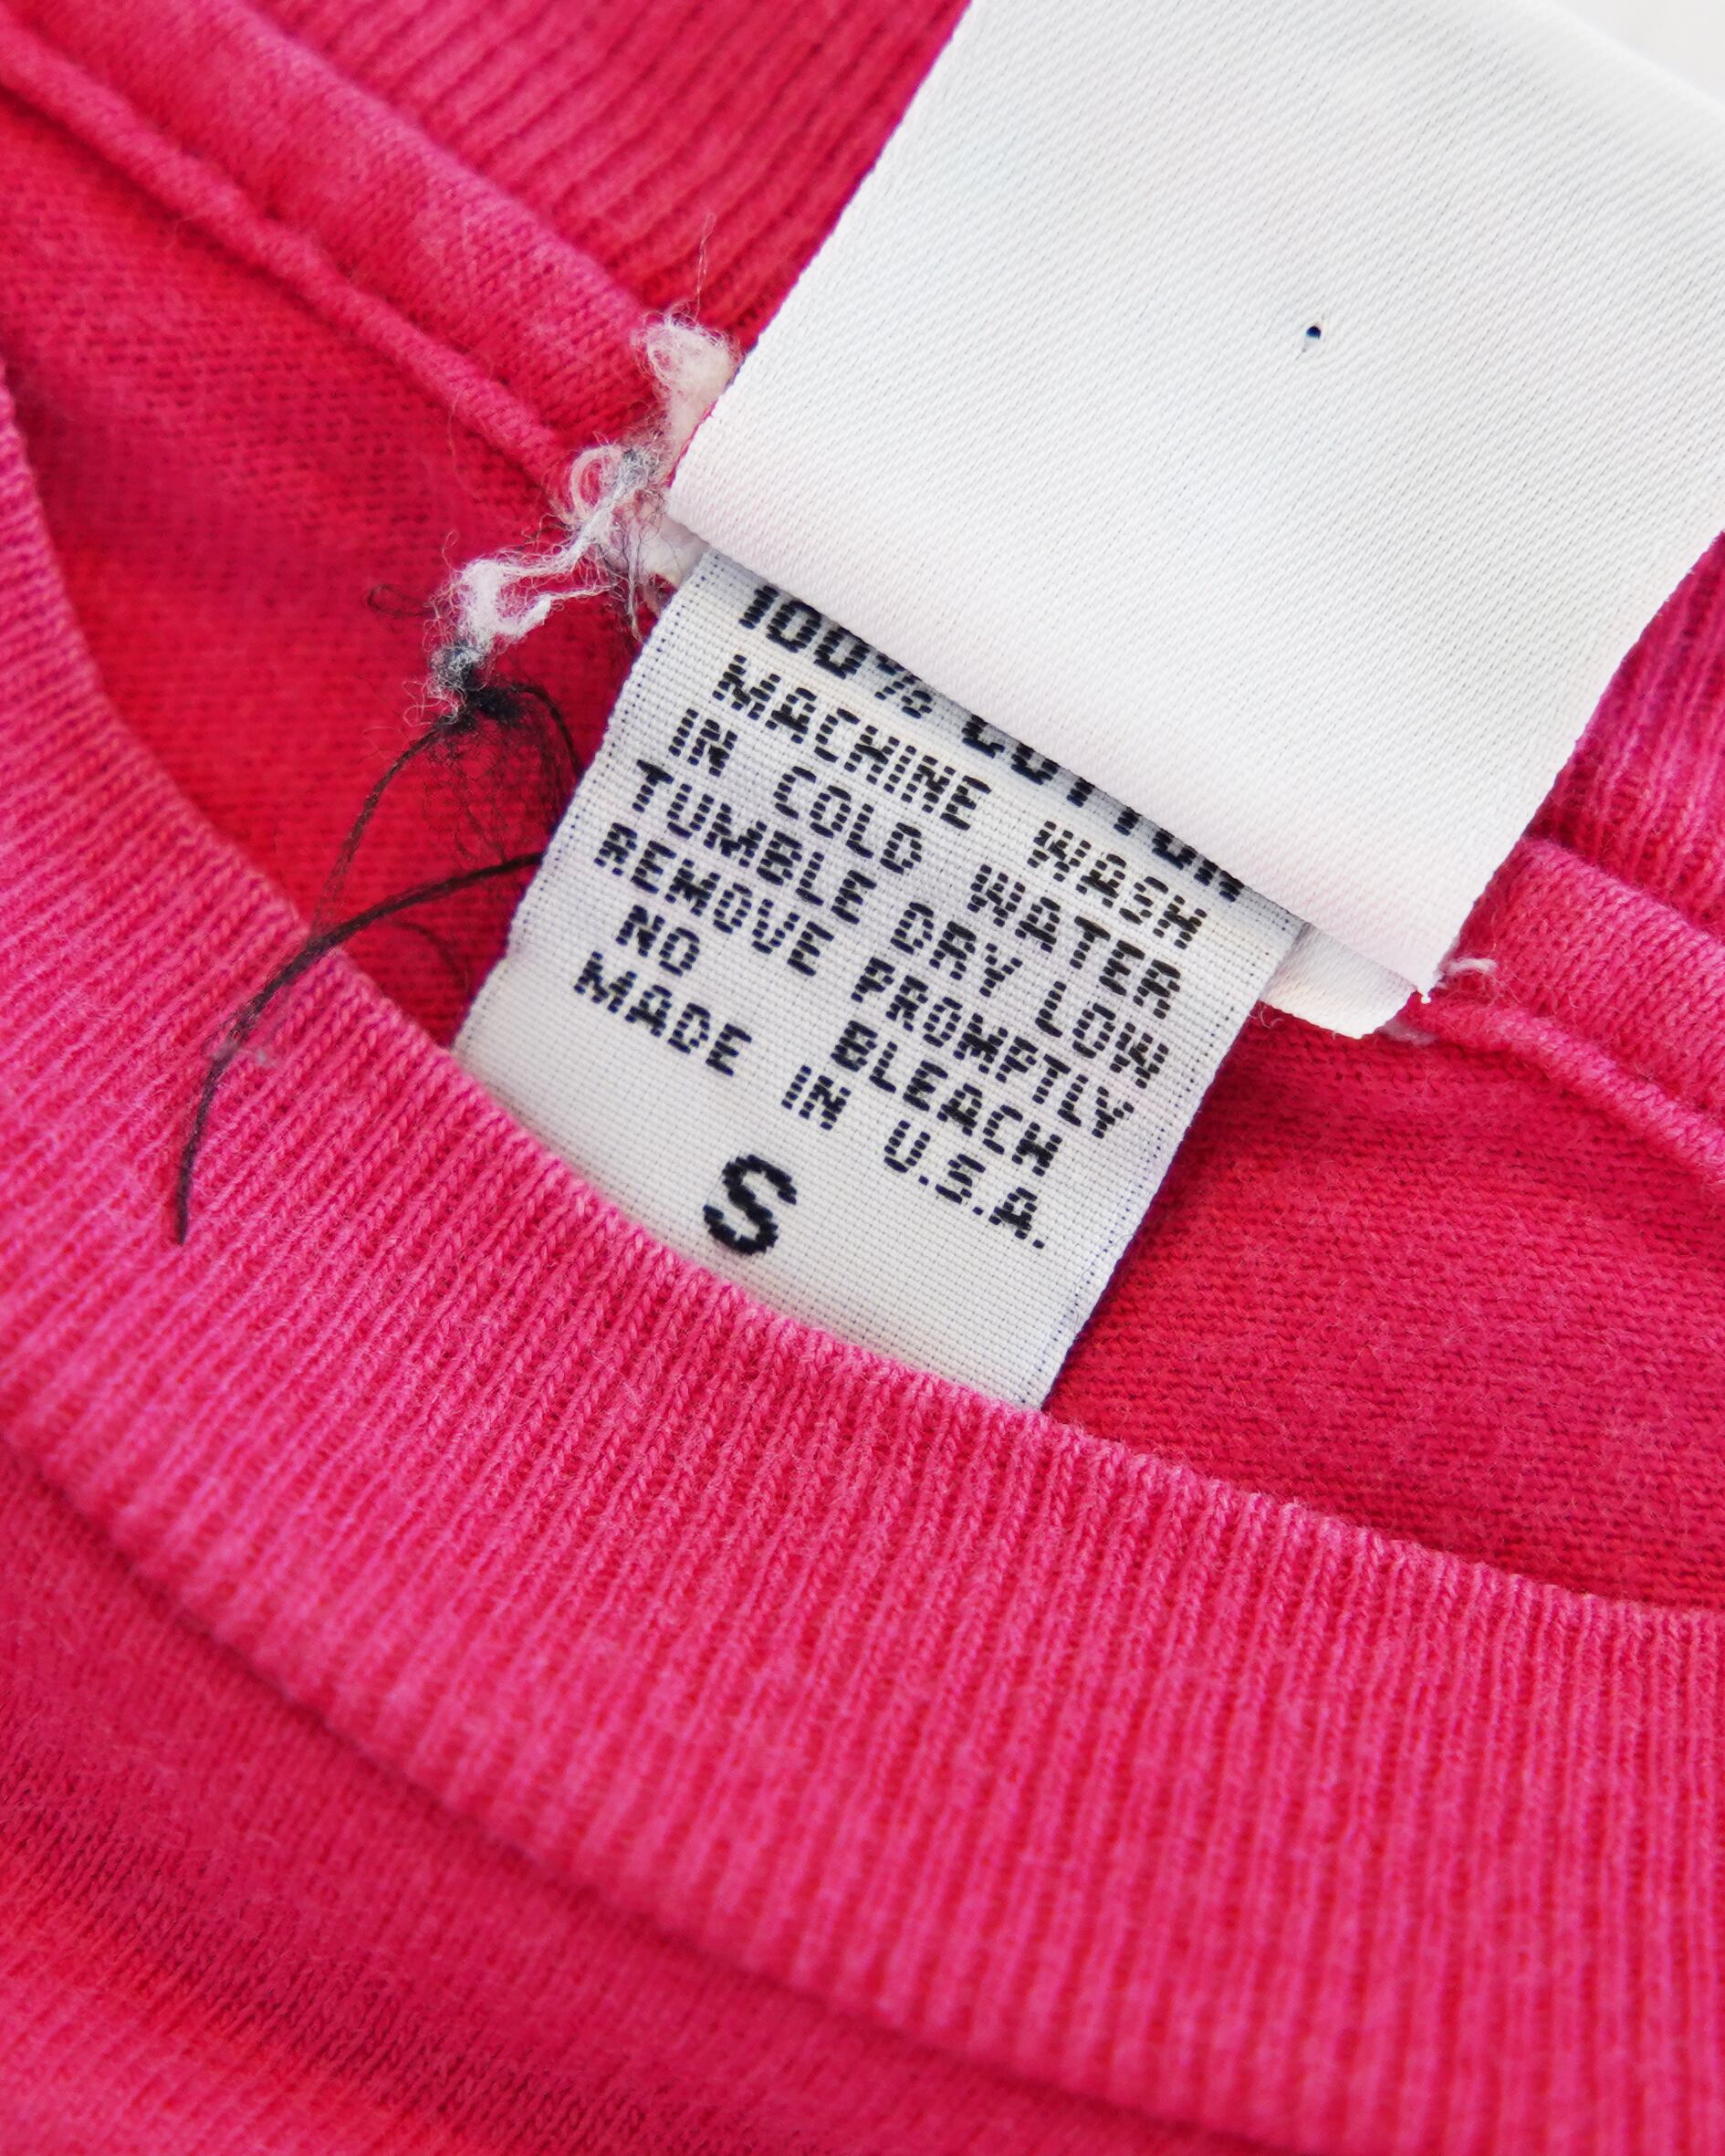 100% COTTON
MACHINE WASH
IN COLD WATER
TUMBLE DRY LOW
REMOVE PROMPTLY
NO BLEACH
MADE IN U.S.A.
S